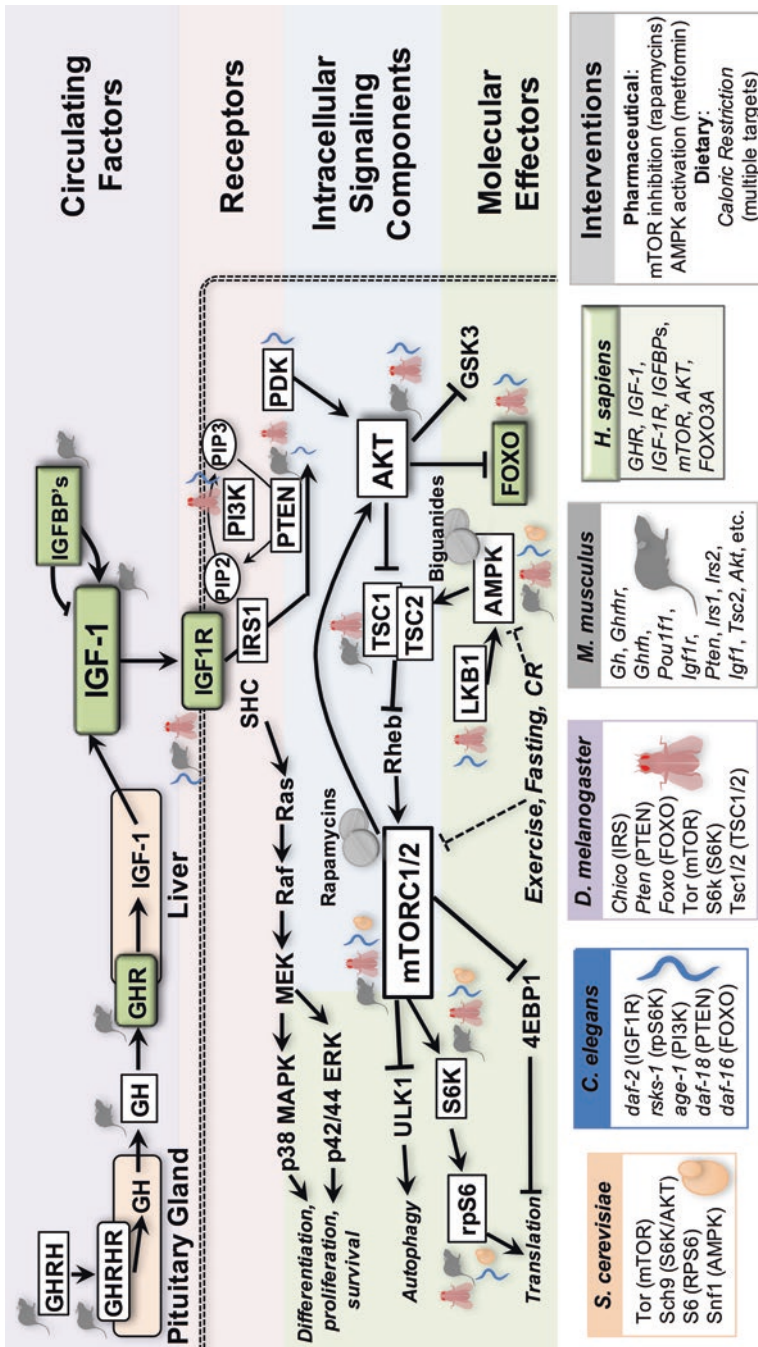 Circulating
Factors
Receptors
Intracellular
Signaling
Components
Molecular
Effectors
GHRH
GHRHR
GH
Pituitary Gland
GH
GHR
IGF-1
Liver
IGF-1
IGFBP's
IGF1R
IRS1
SHC
PIP2
PI3K
PIP3
PTEN
PDK
Ras
Raf
MEK
p38 MAPK
p42/44 ERK
Differentiation,
proliferation,
survival
Rapamycins
mTORC1/2
Rheb
TSC1
TSC2
AKT
Biguanides
LKB1
AMPK
FOXO
GSK3
Exercise, Fasting, CR
ULK1
Autophagy
S6K
rpS6
Translation
4EBP1
S. cerevisiae
Tor (mTOR)
Sch9 (S6K/AKT)
S6 (RPS6)
Snf1 (AMPK)
C. elegans
daf-2 (IGF1R)
rsks-1 (rpS6K)
age-1 (PI3K)
daf-18 (PTEN)
daf-16 (FOXO)
D. melanogaster
Chico (IRS)
Pten (PTEN)
Foxo (FOXO)
Tor (mTOR)
S6k (S6K)
Tsc1/2 (TSC1/2)
M. musculus
Gh, Ghrhr,
Ghrh,
Pou1f1,
Igf1r,
Pten, Irs1, Irs2,
Igf1, Tsc2, Akt, etc.
H. sapiens
GHR, IGF-1,
IGF-1R, IGFBPs,
mTOR, AKT,
FOXO3A
Interventions
Pharmaceutical:
mTOR inhibition (rapamycins)
AMPK activation (metformin)
Dietary:
Caloric Restriction
(multiple targets)